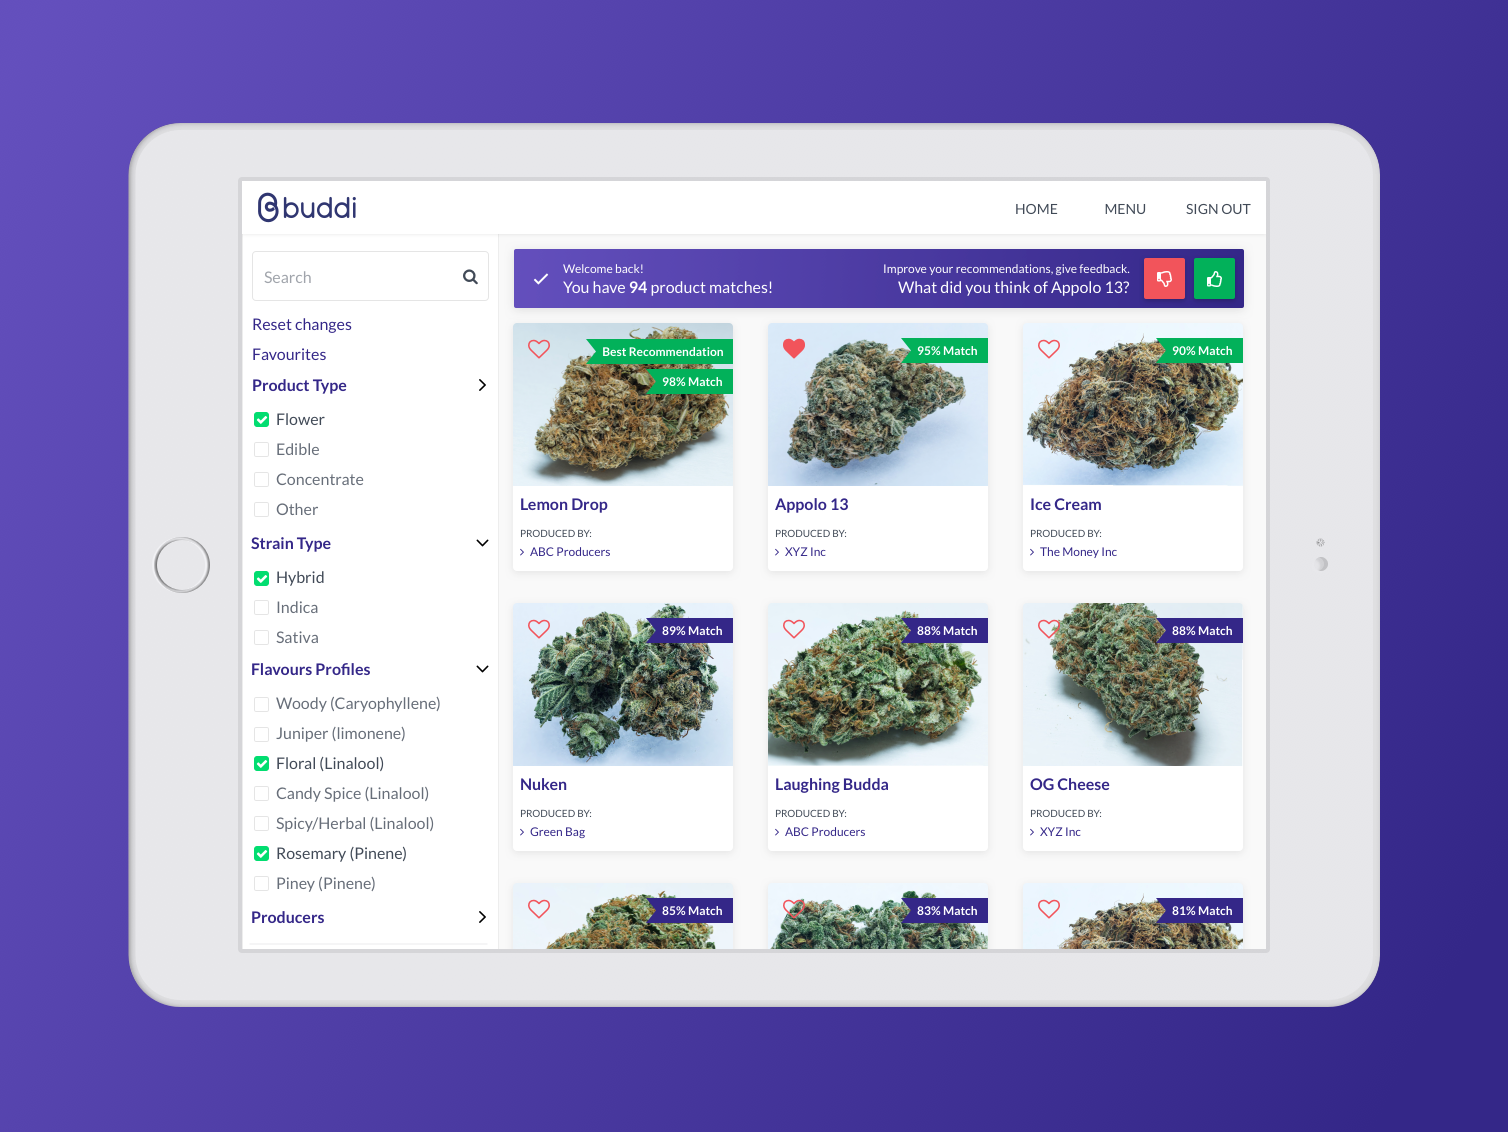 buddi
HOME
MENU
SIGN OUT
Search
Reset changes
Favourites
Product Type
Flower
Edible
Concentrate
Other
Strain Type
Hybrid
Indica
Sativa
Flavours Profiles
Woody (Caryophyllene)
Juniper (limonene)
Floral (Linalool)
Candy Spice (Linalool)
Spicy/Herbal (Linalool)
Rosemary (Pinene)
Piney (Pinene)
Producers
Welcome back!
You have 94 product matches!
Improve your recommendations, give feedback.
What did you think of Appolo 13?
Best Recommendation
98% Match
Lemon Drop
PRODUCED BY:
ABC Producers
95% Match
Appolo 13
PRODUCED BY:
XYZ Inc
90% Match
Ice Cream
PRODUCED BY:
The Money Inc
89% Match
Nuken
PRODUCED BY:
Green Bag
88% Match
Laughing Budda
PRODUCED BY:
ABC Producers
88% Match
OG Cheese
PRODUCED BY:
XYZ Inc
85% Match
83% Match
81% Match